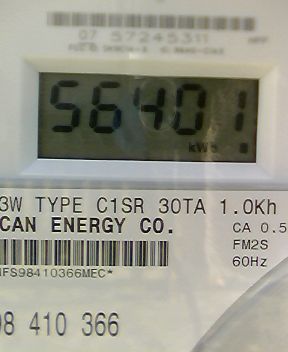 07 57245311
56401
kWh
3W TYPE C1SR 30TA 1.0Kh
CAN ENERGY CO.
CA 0.5
FM2S
60Hz
NFS98410366MEC*
98 410 366